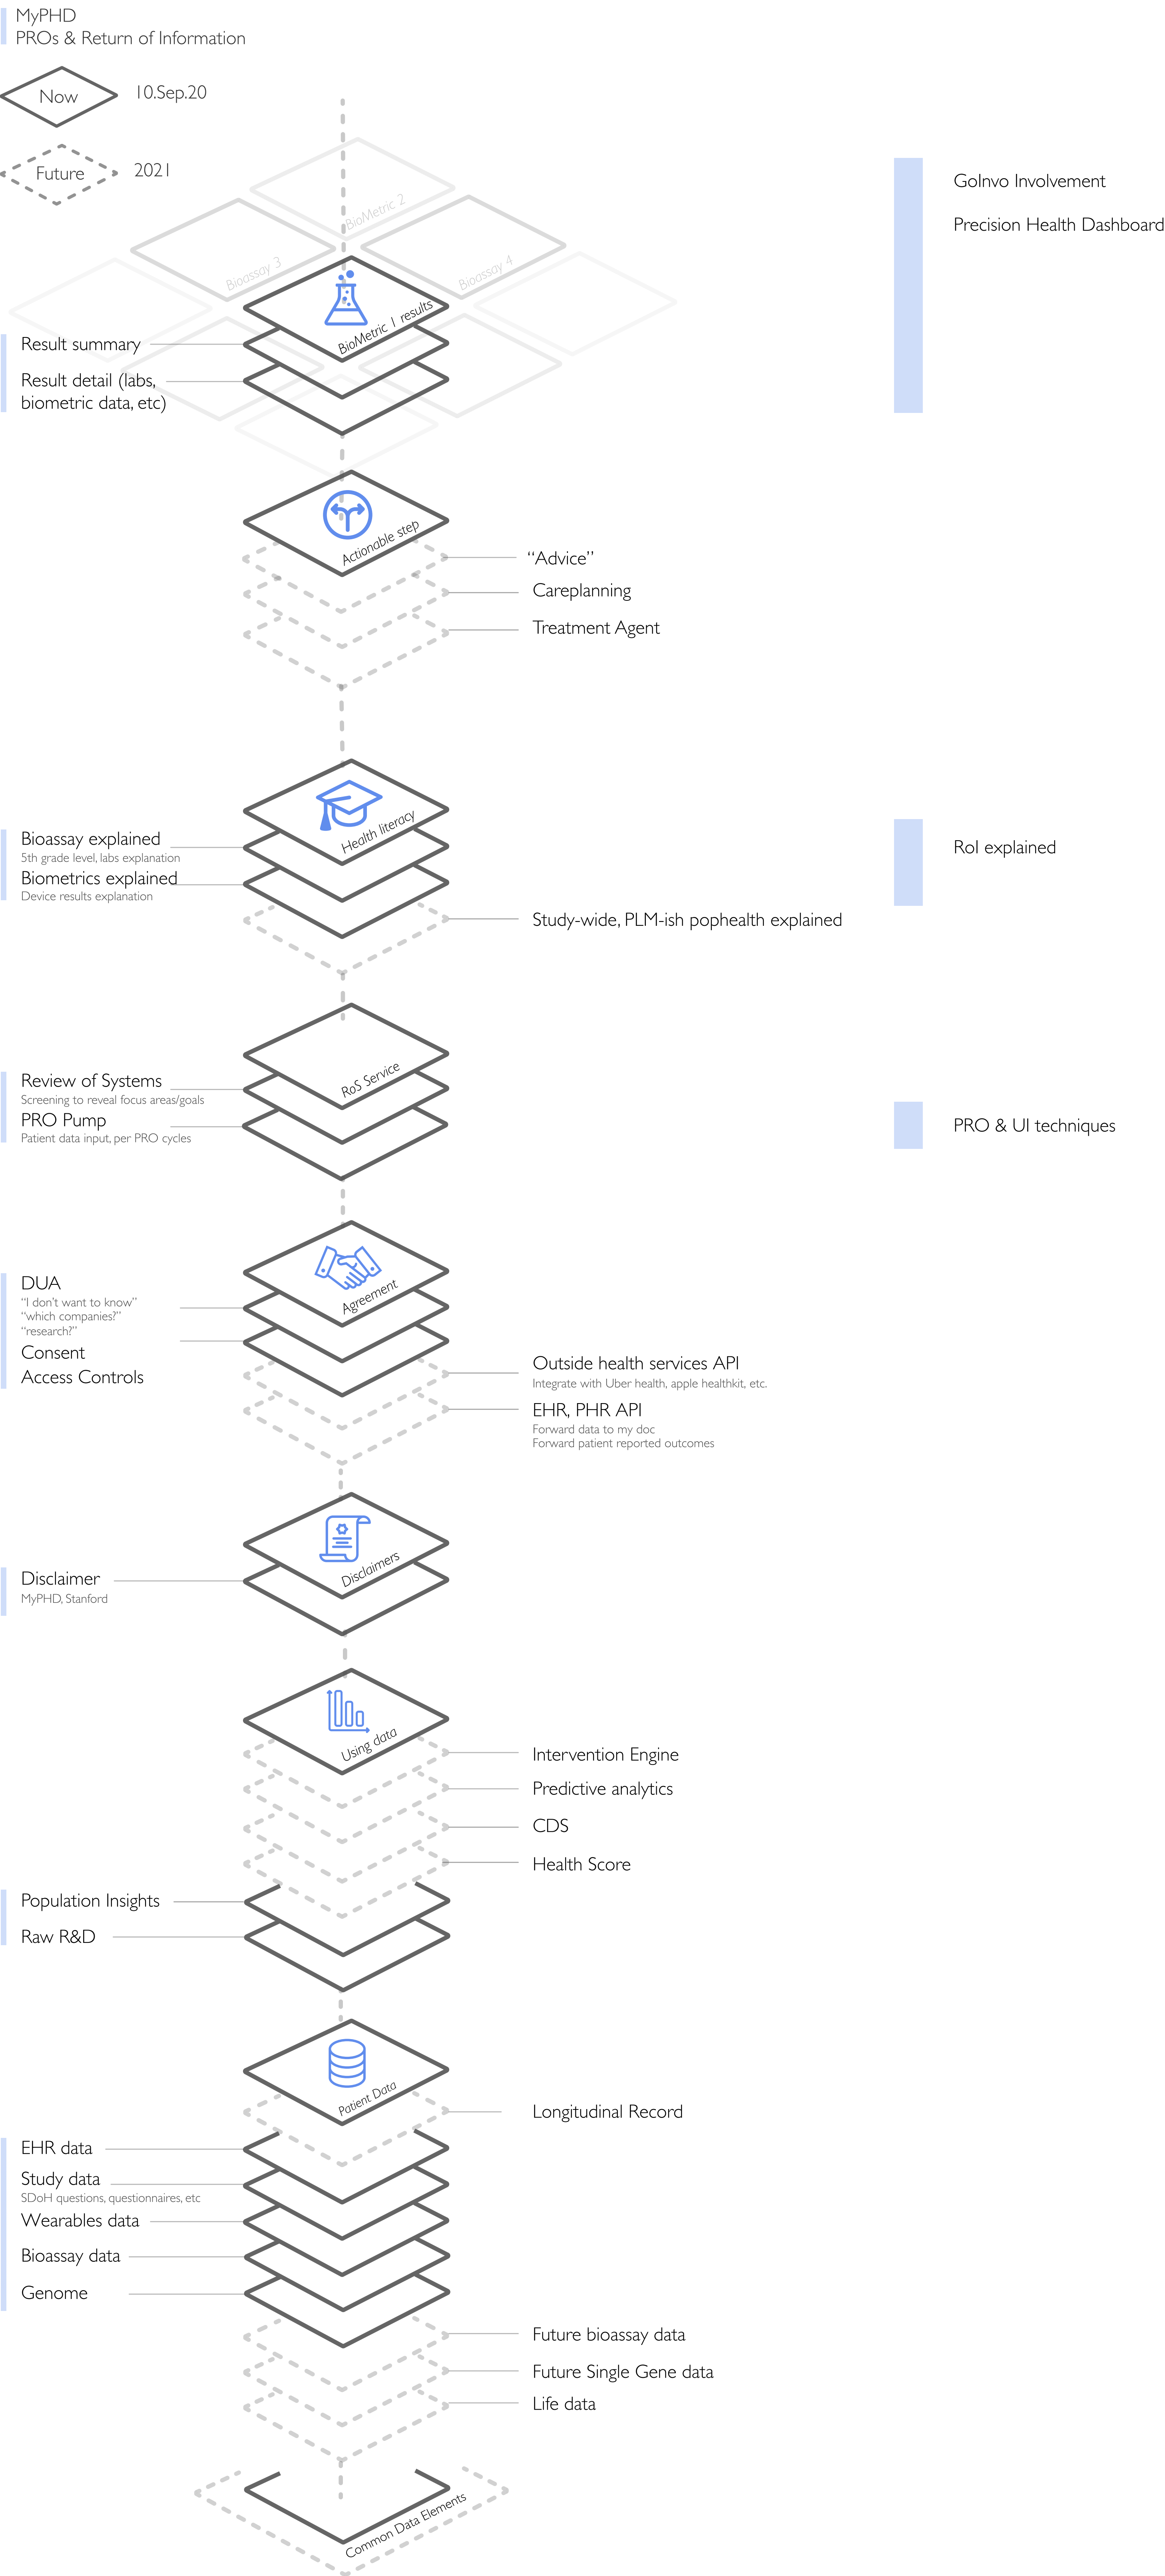 MyPHD
PROs & Return of Information
Now
10.Sep.20
Future
2021
GoInvo Involvement
Precision Health Dashboard
BioMetric 2
Bioassay 3
Bioassay 4
BioMetric 1 results
Result summary
Result detail (labs,
biometric data, etc)
Actionable step
“Advice”
Careplanning
Treatment Agent
Health literacy
Bioassay explained
5th grade level, labs explanation
Biometrics explained
Device results explanation
RoI explained
Study-wide, PLM-ish pophealth explained
RoS Service
Review of Systems
Screening to reveal focus areas/goals
PRO Pump
Patient data input, per PRO cycles
PRO & UI techniques
Agreement
DUA
“I don't want to know”
“which companies?”
“research?”
Consent
Access Controls
Outside health services API
Integrate with Uber health, apple healthkit, etc.
EHR, PHR API
Forward data to my doc
Forward patient reported outcomes
Disclaimers
Disclaimer
MyPHD, Stanford
Using data
Intervention Engine
Predictive analytics
CDS
Health Score
Population Insights
Raw R&D
Patient Data
Longitudinal Record
EHR data
Study data
SDoH questions, questionnaires, etc
Wearables data
Bioassay data
Genome
Future bioassay data
Future Single Gene data
Life data
Common Data Elements